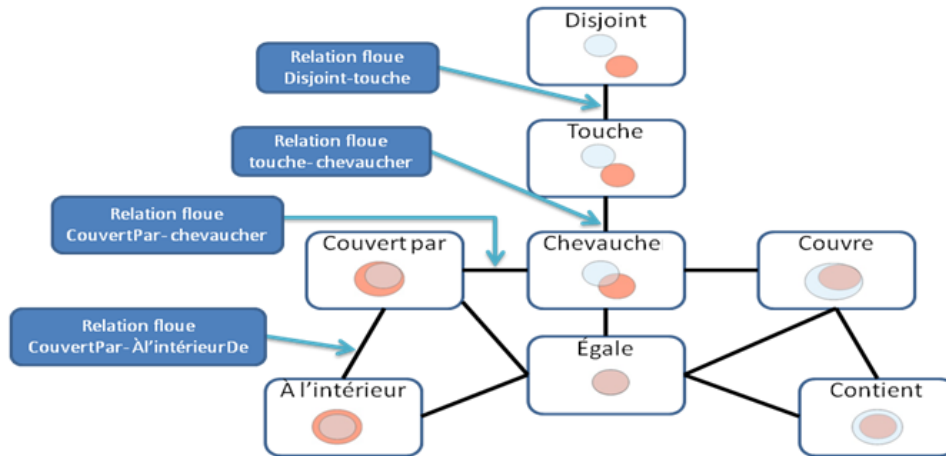 Disjoint
Relation floue
Disjoint-touche
Touche
Relation floue
touche-chevaucher
Relation floue
CouvertPar-chevaucher
Couvert par
Chevauche
Couvre
Relation floue
CouvertPar-Àl'intérieurDe
Égale
À l'intérieur
Contient